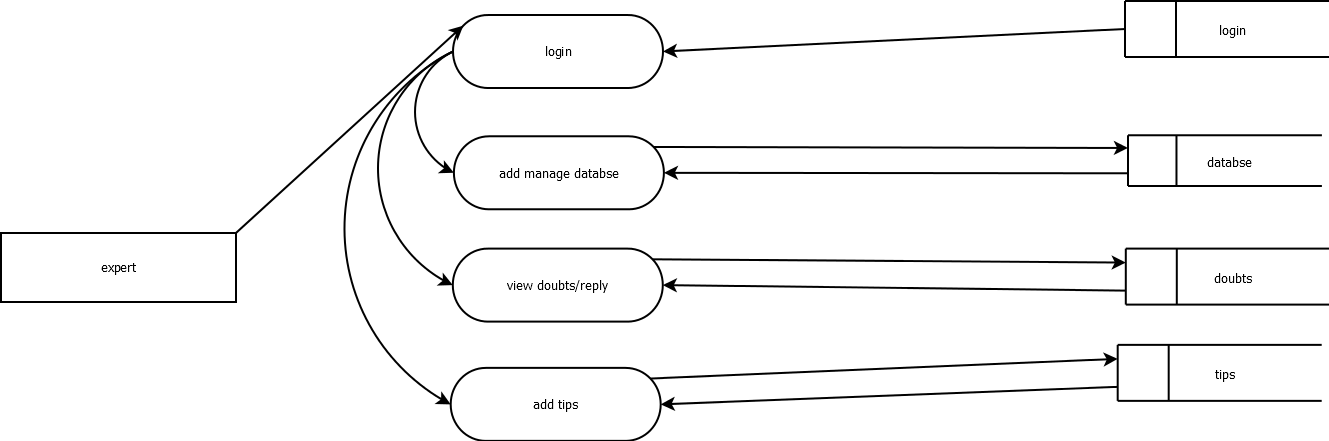 login
login
add manage databse
databse
expert
view doubts/reply
doubts
add tips
tips